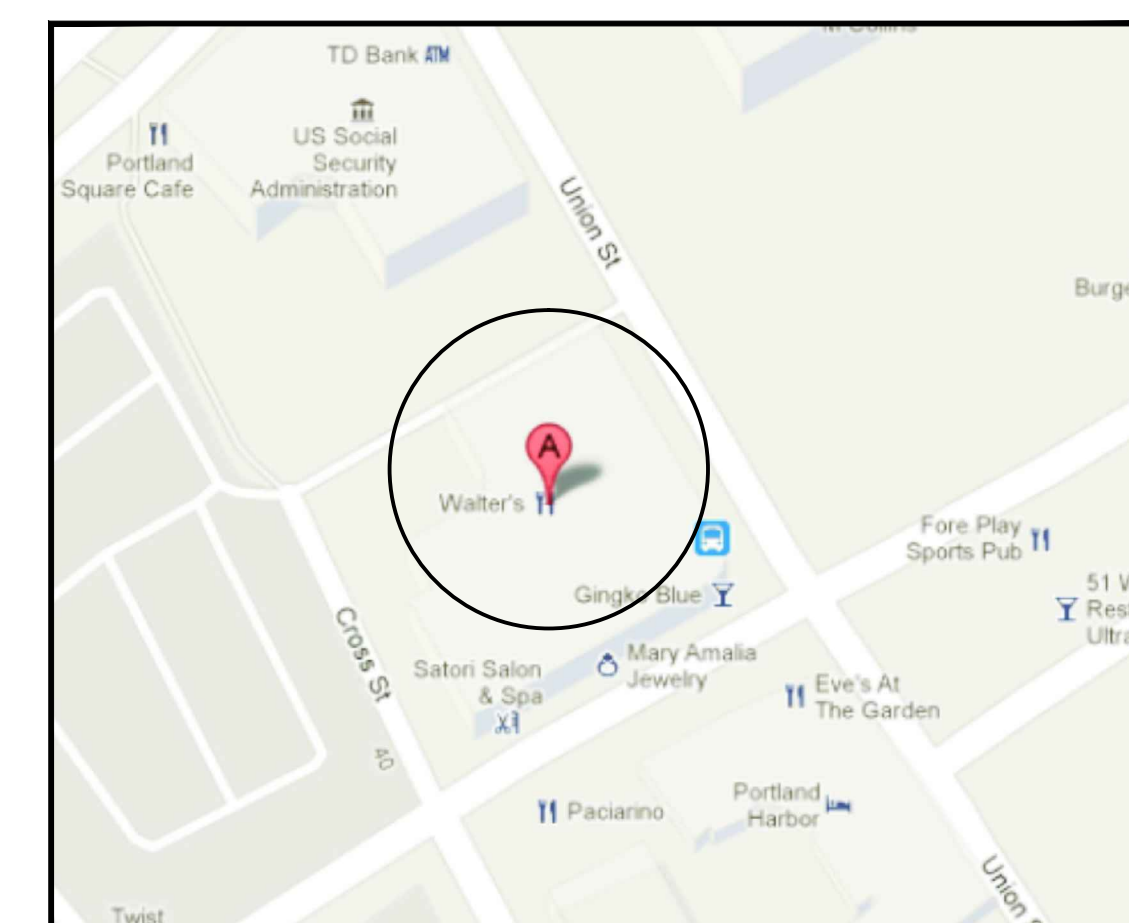 TD Bank ATM
US Social
Security
Administration
Portland
Square Cafe
Union St
A
Walter's
Gingko Blue
Fore Play
Sports Pub
51
Cross St
40
Satori Salon
& Spa
Mary Amalia
Jewelry
Eve's At
The Garden
Paciarino
Portland
Harbor
Union
Twist